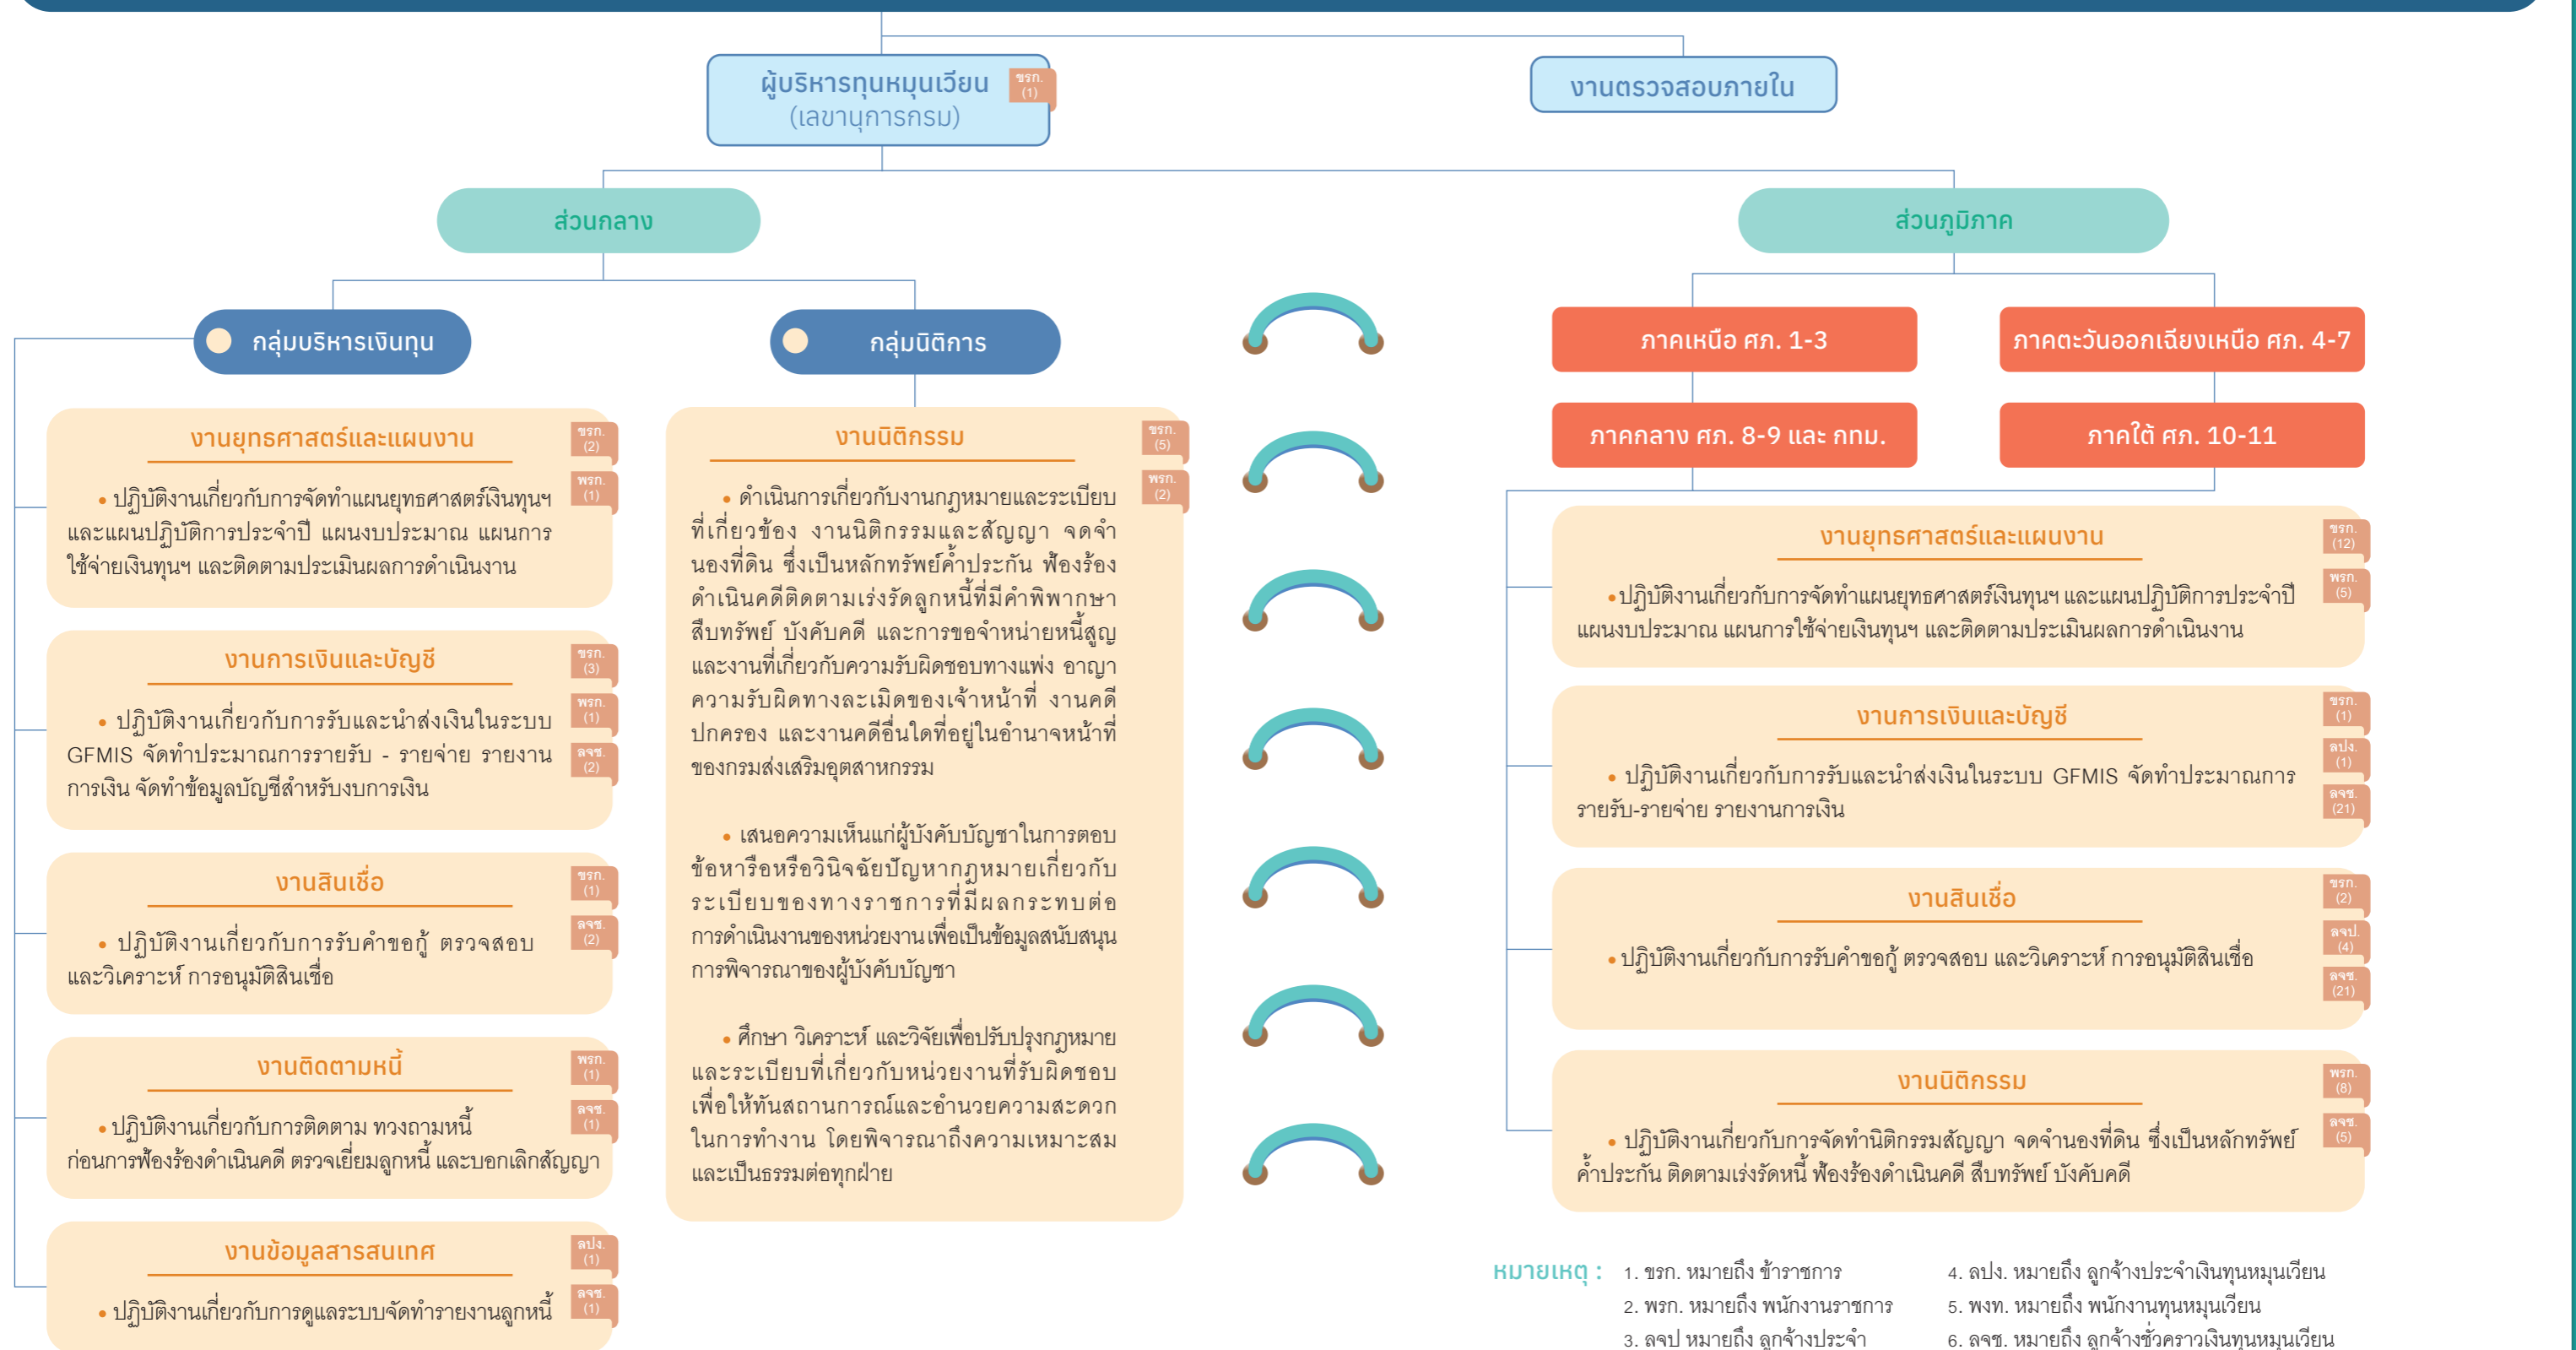 ผู้บริหารทุนหมุนเวียน
(เลขานุการกรม)
ขรก.
(1)
งานตรวจสอบภายใน
ส่วนกลาง
ส่วนภูมิภาค
กลุ่มบริหารเงินทุน
กลุ่มนิติการ
ภาคเหนือ ศภ. 1-3
ภาคตะวันออกเฉียงเหนือ ศภ. 4-7
ภาคกลาง ศภ. 8-9 และ กทม.
ภาคใต้ ศภ. 10-11
งานยุทธศาสตร์และแผนงาน
ขรก.
(2)
พรก.
(1)
• ปฏิบัติงานเกี่ยวกับการจัดทำแผนยุทธศาสตร์เงินทุนฯ
และแผนปฏิบัติการประจำปี แผนงบประมาณ แผนการ
ใช้จ่ายเงินทุนฯ และติดตามประเมินผลการดำเนินงาน
งานการเงินและบัญชี
ขรก.
(3)
พรก.
(1)
ลจช.
(2)
• ปฏิบัติงานเกี่ยวกับการรับและนำส่งเงินในระบบ
GFMIS จัดทำประมาณการรายรับ - รายจ่าย รายงาน
การเงิน จัดทำข้อมูลบัญชีสำหรับงบการเงิน
งานสินเชื่อ
ขรก.
(1)
ลจช.
(2)
• ปฏิบัติงานเกี่ยวกับการรับคำขอกู้ ตรวจสอบ
และวิเคราะห์ การอนุมัติสินเชื่อ
งานติดตามหนี้
พรก.
(1)
ลจช.
(1)
• ปฏิบัติงานเกี่ยวกับการติดตาม ทวงถามหนี้
ก่อนการฟ้องร้องดำเนินคดี ตรวจเยี่ยมลูกหนี้ และบอกเลิกสัญญา
งานข้อมูลสารสนเทศ
ลปง.
(1)
ลจช.
(1)
• ปฏิบัติงานเกี่ยวกับการดูแลระบบจัดทำรายงานลูกหนี้
งานนิติกรรม
ขรก.
(5)
พรก.
(2)
• ดำเนินการเกี่ยวกับงานกฎหมายและระเบียบ
ที่เกี่ยวข้อง งานนิติกรรมและสัญญา จดจำ
นองที่ดิน ซึ่งเป็นหลักทรัพย์ค้ำประกัน ฟ้องร้อง
ดำเนินคดีติดตามเร่งรัดลูกหนี้ที่มีคำพิพากษา
สืบทรัพย์ บังคับคดี และการขอจำหน่ายหนี้สูญ
และงานที่เกี่ยวกับความรับผิดชอบทางแพ่ง อาญา
ความรับผิดทางละเมิดของเจ้าหน้าที่ งานคดี
ปกครอง และงานคดีอื่นใดที่อยู่ในอำนาจหน้าที่
ของกรมส่งเสริมอุตสาหกรรม
• เสนอความเห็นแก่ผู้บังคับบัญชาในการตอบ
ข้อหารือหรือวินิจฉัยปัญหากฎหมายเกี่ยวกับ
ระเบียบของทางราชการที่มีผลกระทบต่อ
การดำเนินงานของหน่วยงานเพื่อเป็นข้อมูลสนับสนุน
การพิจารณาของผู้บังคับบัญชา
• ศึกษา วิเคราะห์ และวิจัยเพื่อปรับปรุงกฎหมาย
และระเบียบที่เกี่ยวกับหน่วยงานที่รับผิดชอบ
เพื่อให้ทันสถานการณ์และอำนวยความสะดวก
ในการทำงาน โดยพิจารณาถึงความเหมาะสม
และเป็นธรรมต่อทุกฝ่าย
งานยุทธศาสตร์และแผนงาน
ขรก.
(12)
พรก.
(5)
• ปฏิบัติงานเกี่ยวกับการจัดทำแผนยุทธศาสตร์เงินทุนฯ และแผนปฏิบัติการประจำปี
แผนงบประมาณ แผนการใช้จ่ายเงินทุนฯ และติดตามประเมินผลการดำเนินงาน
งานการเงินและบัญชี
ขรก.
(1)
ลปง.
(1)
ลจช.
(21)
• ปฏิบัติงานเกี่ยวกับการรับและนำส่งเงินในระบบ GFMIS จัดทำประมาณการ
รายรับ-รายจ่าย รายงานการเงิน
งานสินเชื่อ
ขรก.
(2)
ลจป.
(4)
ลจช.
(21)
• ปฏิบัติงานเกี่ยวกับการรับคำขอกู้ ตรวจสอบ และวิเคราะห์ การอนุมัติสินเชื่อ
งานนิติกรรม
พรก.
(8)
ลจช.
(5)
• ปฏิบัติงานเกี่ยวกับการจัดทำนิติกรรมสัญญา จดจำนองที่ดิน ซึ่งเป็นหลักทรัพย์
ค้ำประกัน ติดตามเร่งรัดหนี้ ฟ้องร้องดำเนินคดี สืบทรัพย์ บังคับคดี
หมายเหตุ :
1. ขรก. หมายถึง ข้าราชการ
2. พรก. หมายถึง พนักงานราชการ
3. ลจป หมายถึง ลูกจ้างประจำ
4. ลปง. หมายถึง ลูกจ้างประจำเงินทุนหมุนเวียน
5. พงท. หมายถึง พนักงานทุนหมุนเวียน
6. ลจช. หมายถึง ลูกจ้างชั่วคราวเงินทุนหมุนเวียน